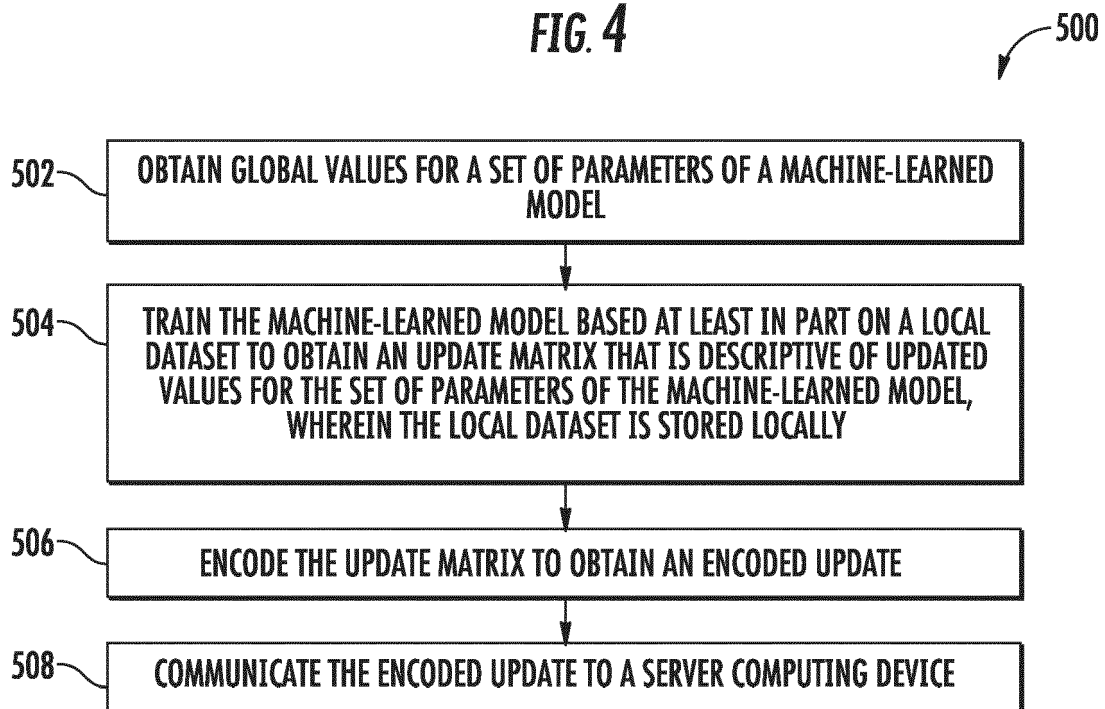 FIG. 4
500
502
OBTAIN GLOBAL VALUES FOR A SET OF PARAMETERS OF A MACHINE-LEARNED
MODEL
504
TRAIN THE MACHINE-LEARNED MODEL BASED AT LEAST IN PART ON A LOCAL
DATASET TO OBTAIN AN UPDATE MATRIX THAT IS DESCRIPTIVE OF UPDATED
VALUES FOR THE SET OF PARAMETERS OF THE MACHINE-LEARNED MODEL,
WHEREIN THE LOCAL DATASET IS STORED LOCALLY
506
ENCODE THE UPDATE MATRIX TO OBTAIN AN ENCODED UPDATE
508
COMMUNICATE THE ENCODED UPDATE TO A SERVER COMPUTING DEVICE